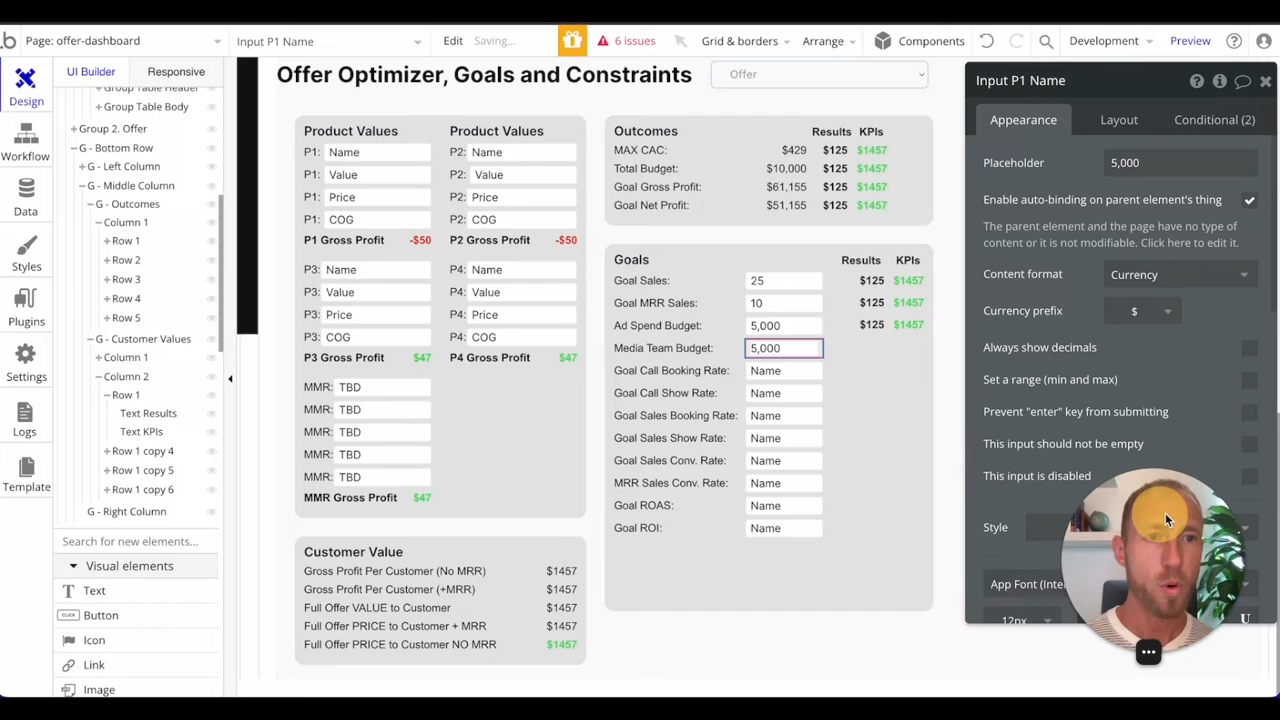 b Page: offer-dashboard Input P1 Name Edit Saving... 6 issues Grid & borders Arrange Components Development Preview
UI Builder Responsive
Design
Workflow
Data
Styles
Plugins
Settings
Logs
Template
Group Table Header
Group Table Body
Group 2. Offer
G - Bottom Row
G - Left Column
G - Middle Column
G - Outcomes
Column 1
Row 1
Row 2
Row 3
Row 4
Row 5
G - Customer Values
Column 1
Column 2
Row 1
Text Results
Text KPIs
Row 1 copy 4
Row 1 copy 5
Row 1 copy 6
G - Right Column
Search for new elements...
Visual elements
Text
CLICK Button
Icon
Link
Image
Offer Optimizer, Goals and Constraints Offer
Product Values Product Values
P1: Name P2: Name
P1: Value P2: Value
P1: Price P2: Price
P1: COG P2: COG
P1 Gross Profit -$50 P2 Gross Profit -$50
P3: Name P4: Name
P3: Value P4: Value
P3: Price P4: Price
P3: COG P4: COG
P3 Gross Profit $47 P4 Gross Profit $47
MMR: TBD
MMR: TBD
MMR: TBD
MMR: TBD
MMR: TBD
MMR Gross Profit $47
Customer Value
Gross Profit Per Customer (No MRR) $1457
Gross Profit Per Customer (+MRR) $1457
Full Offer VALUE to Customer $1457
Full Offer PRICE to Customer + MRR $1457
Full Offer PRICE to Customer NO MRR $1457
Outcomes Results KPIs
MAX CAC: $429 $125 $1457
Total Budget: $10,000 $125 $1457
Goal Gross Profit: $61,155 $125 $1457
Goal Net Profit: $51,155 $125 $1457
Goals Results KPIs
Goal Sales: 25 $125 $1457
Goal MRR Sales: 10 $125 $1457
Ad Spend Budget: 5,000 $125 $1457
Media Team Budget: 5,000
Goal Call Booking Rate: Name
Goal Call Show Rate: Name
Goal Sales Booking Rate: Name
Goal Sales Show Rate: Name
Goal Sales Conv. Rate: Name
MRR Sales Conv. Rate: Name
Goal ROAS: Name
Goal ROI: Name
Input P1 Name
Appearance Layout Conditional (2)
Placeholder 5,000
Enable auto-binding on parent element's thing
The parent element and the page have no type of
content or it is not modifiable. Click here to edit it.
Content format Currency
Currency prefix $
Always show decimals
Set a range (min and max)
Prevent "enter" key from submitting
This input should not be empty
This input is disabled
Style
App Font (Inter
12px U